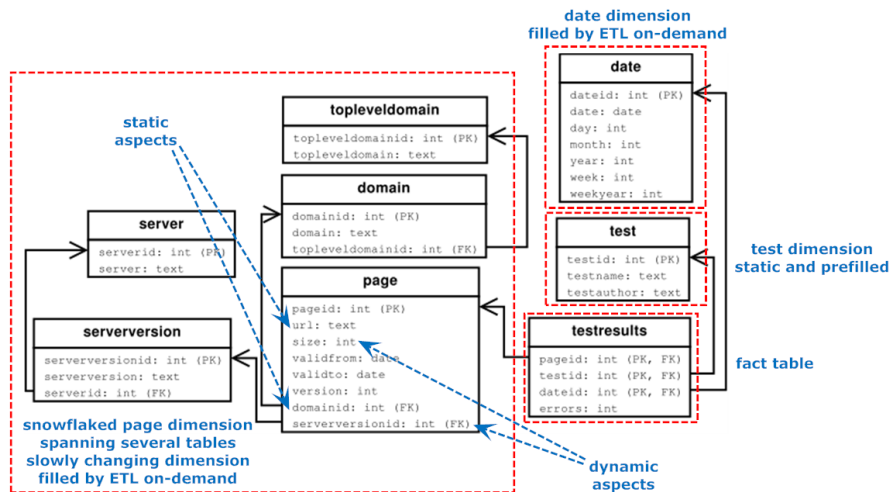 date dimension
filled by ETL on-demand
date
dateid: int (PK)
date: date
day: int
month: int
year: int
week: int
weekyear: int
static
aspects
topleveldomain
topleveldomainid: int (PK)
topleveldomain: text
domain
domainid: int (PK)
domain: text
topleveldomainid: int (FK)
server
serverid: int (PK)
server: text
test
testid: int (PK)
testname: text
testauthor: text
test dimension
static and prefilled
page
pageid: int (PK)
url: text
size: int
validfrom: date
validto: date
version: int
domainid: int (FK)
serverversionid: int (FK)
serverversion
serverversionid: int (PK)
serverversion: text
serverid: int (FK)
testresults
pageid: int (PK, FK)
testid: int (PK, FK)
dateid: int (PK, FK)
errors: int
fact table
snowflaked page dimension
spanning several tables
slowly changing dimension
filled by ETL on-demand
dynamic
aspects